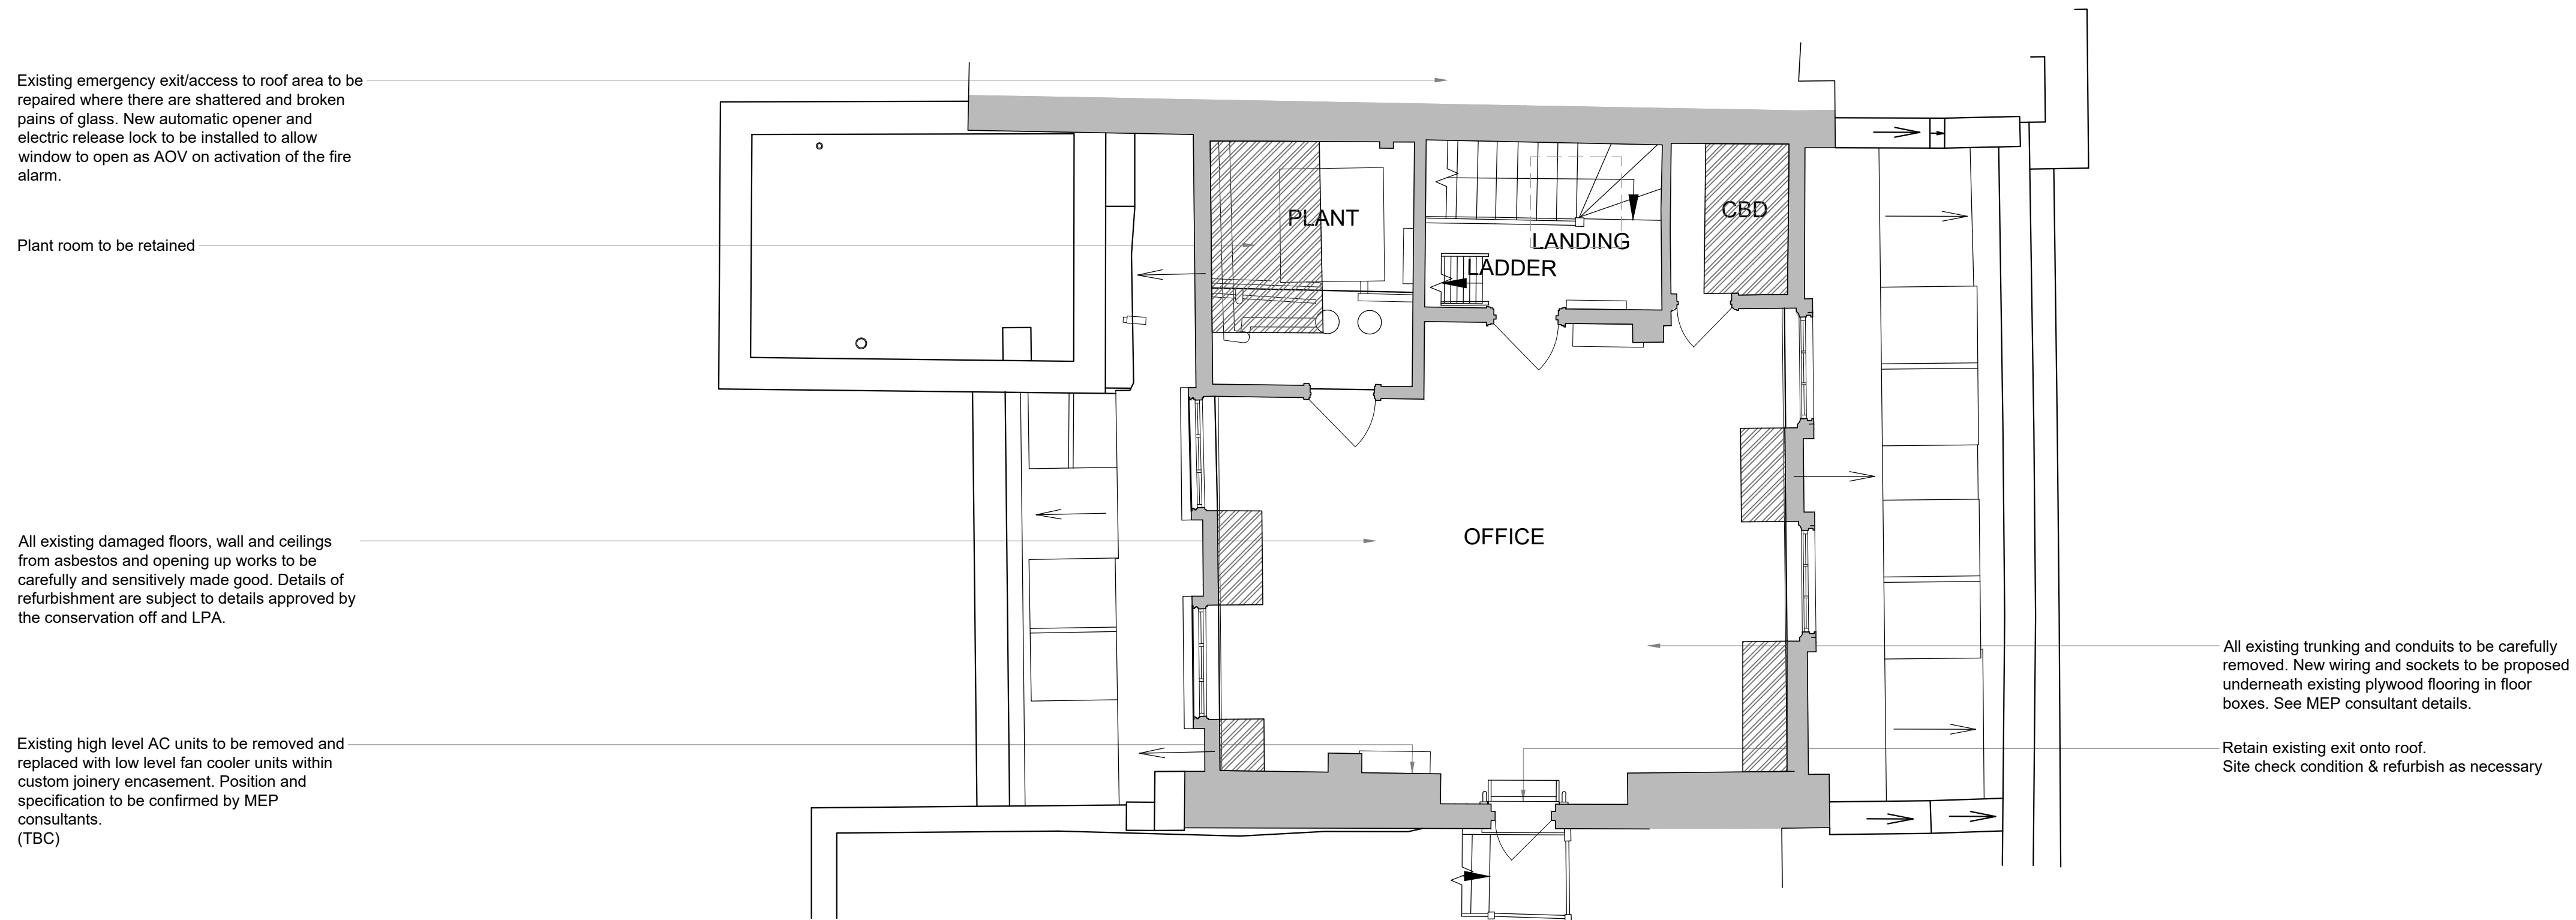 Existing emergency exit/access to roof area to be
repaired where there are shattered and broken
pains of glass. New automatic opener and
electric release lock to be installed to allow
window to open as AOV on activation of the fire
alarm.
Plant room to be retained
All existing damaged floors, wall and ceilings
from asbestos and opening up works to be
carefully and sensitively made good. Details of
refurbishment are subject to details approved by
the conservation off and LPA.
Existing high level AC units to be removed and
replaced with low level fan cooler units within
custom joinery encasement. Position and
specification to be confirmed by MEP
consultants.
(TBC)
PLANT
LANDING
LADDER
CBD
OFFICE
All existing trunking and conduits to be carefully
removed. New wiring and sockets to be proposed
underneath existing plywood flooring in floor
boxes. See MEP consultant details.
Retain existing exit onto roof.
Site check condition & refurbish as necessary